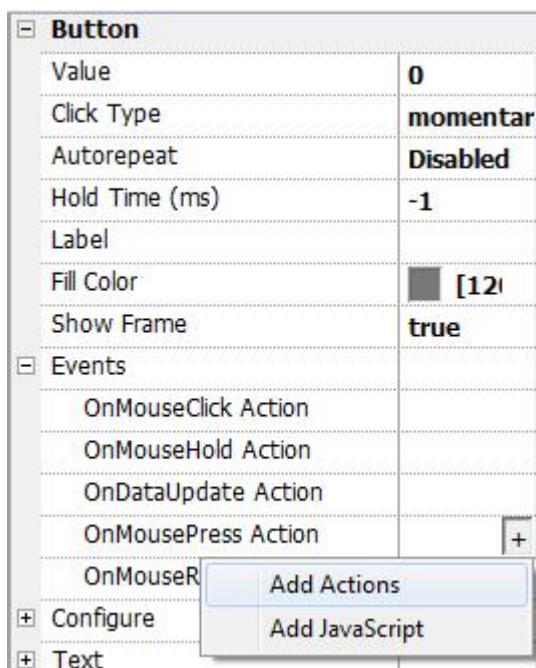 Button
Value 0
Click Type momentar
Autorepeat Disabled
Hold Time (ms) -1
Label
Fill Color [120
Show Frame true
Events
OnMouseClick Action
OnMouseHold Action
OnDataUpdate Action
OnMousePress Action +
OnMouseR
Add Actions
Configure
Add JavaScript
Text